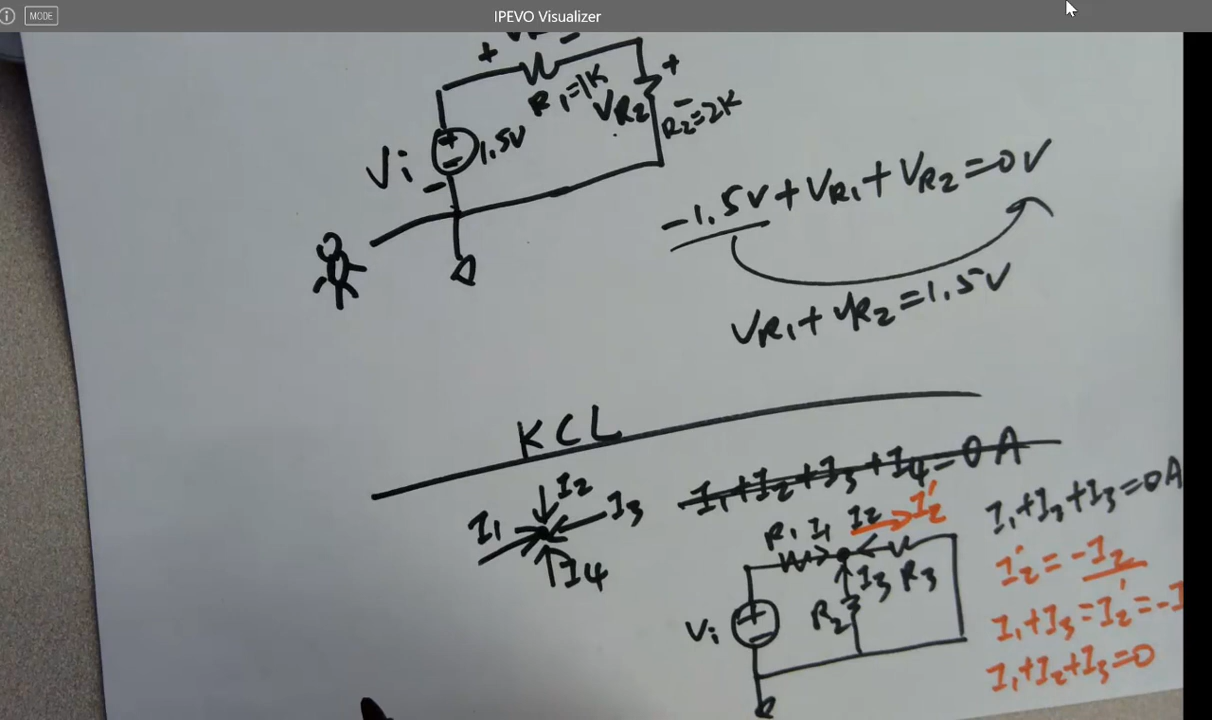 MODE
IPEVO Visualizer
+ -
R1=1K
+
VR2
-
R2=2K
Vi
+
-
1.5V
-
-1.5V+VR1+VR2=0V
VR1+VR2=1.5V
KCL
I1
I2
I3
I4
I1+I2+I3+I4=0A
R1 I1 I2 I2'
I1+I2+I3=0A
I3 R3
R2
Vi
+
-
I2'=-I2
I1+I3=I2'=-I
I1+I2+I3=0